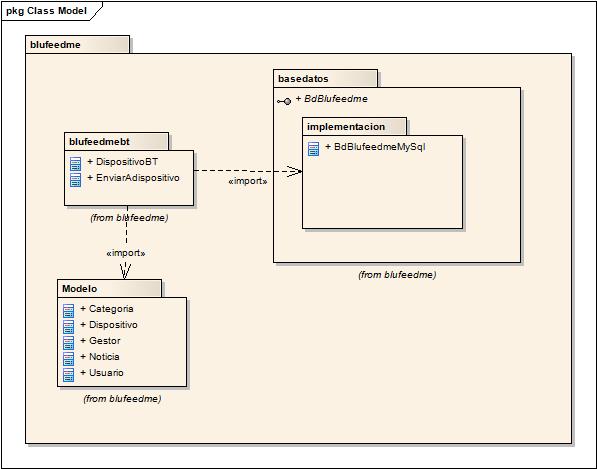 pkg Class Model
blufeedme
basedatos
+ BdBlufeedme
implementacion
+ BdBlufeedmeMySql
(from blufeedme)
blufeedmebt
+ DispositivoBT
+ EnviarAdispositivo
(from blufeedme)
«import»
«import»
Modelo
+ Categoria
+ Dispositivo
+ Gestor
+ Noticia
+ Usuario
(from blufeedme)